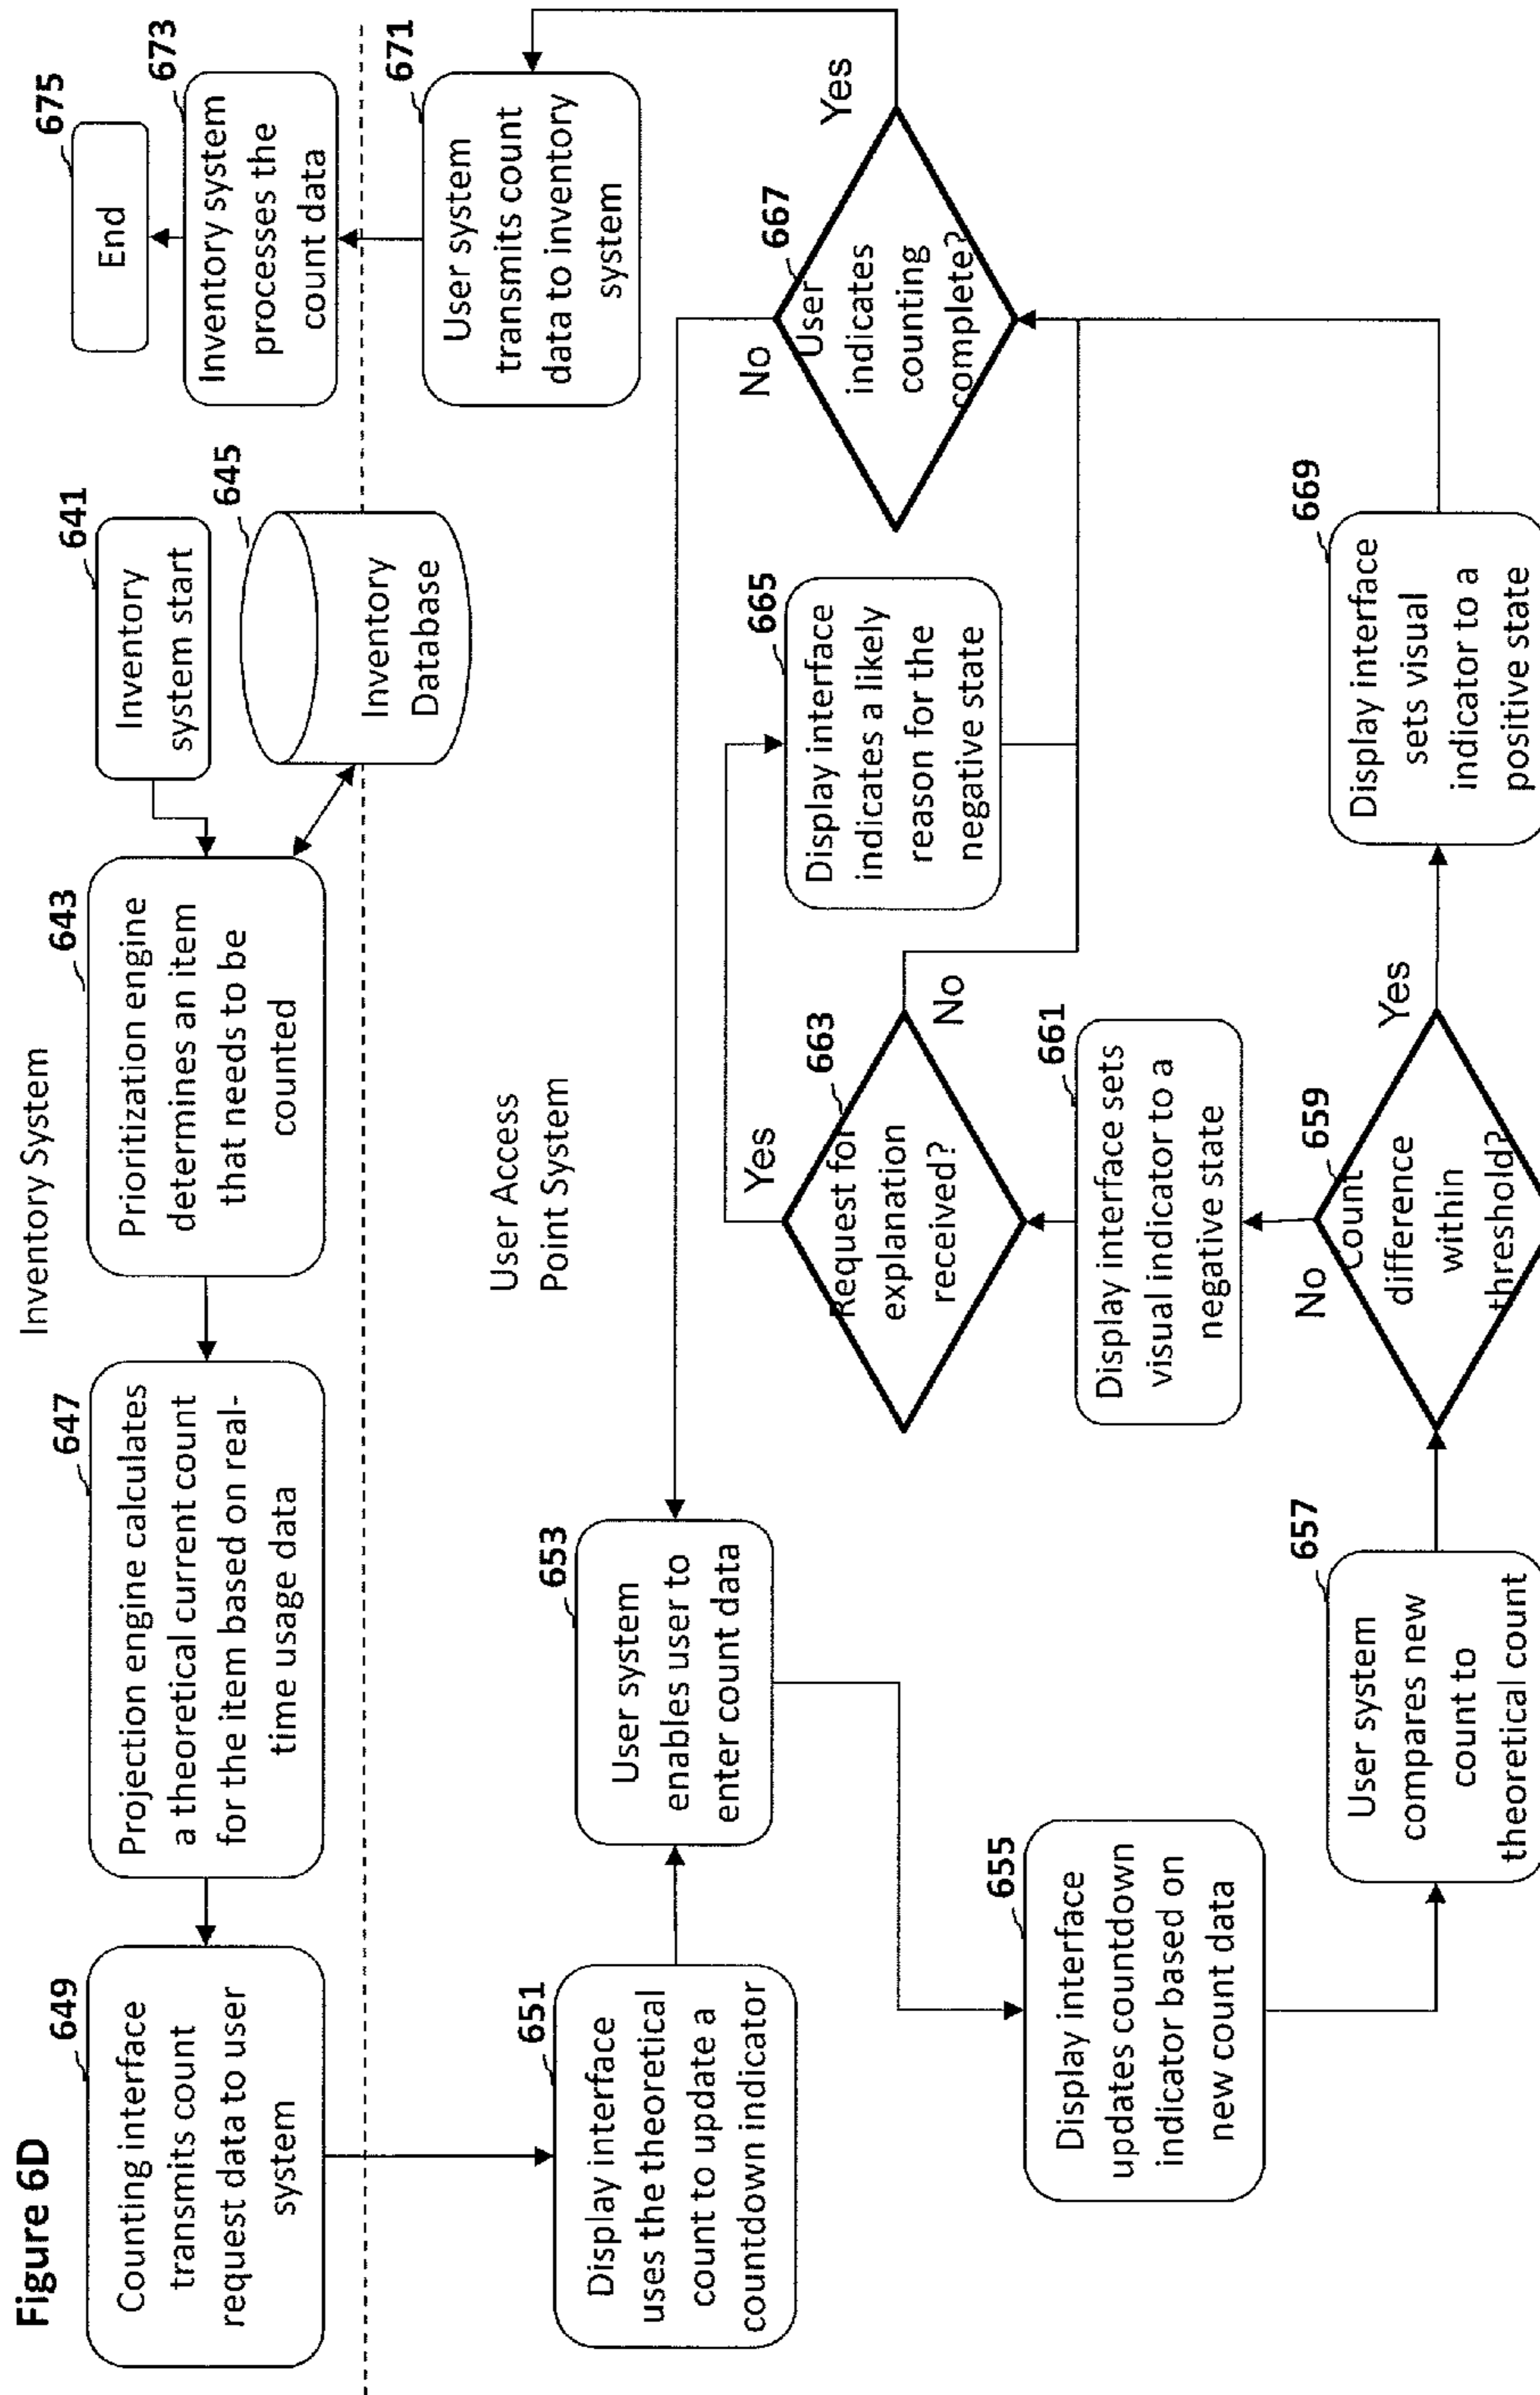 Figure 6D
Inventory System
649
Counting interface
transmits count
request data to user
system
647
Projection engine calculates
a theoretical current count
for the item based on real-
time usage data
643
Prioritization engine
determines an item
that needs to be
counted
641
Inventory
system start
645
Inventory
Database
675
End
673
Inventory system
processes the
count data
User Access
Point System
651
Display interface
uses the theoretical
count to update a
countdown indicator
653
User system
enables user to
enter count data
655
Display interface
updates countdown
indicator based on
new count data
657
User system
compares new
count to
theoretical count
659
Count
difference
within
threshold?
No
Yes
661
Display interface sets
visual indicator to a
negative state
663
Request for
explanation
received?
Yes
No
665
Display interface
indicates a likely
reason for the
negative state
667
User
indicates
counting
complete?
No
Yes
669
Display interface
sets visual
indicator to a
positive state
671
User system
transmits count
data to inventory
system